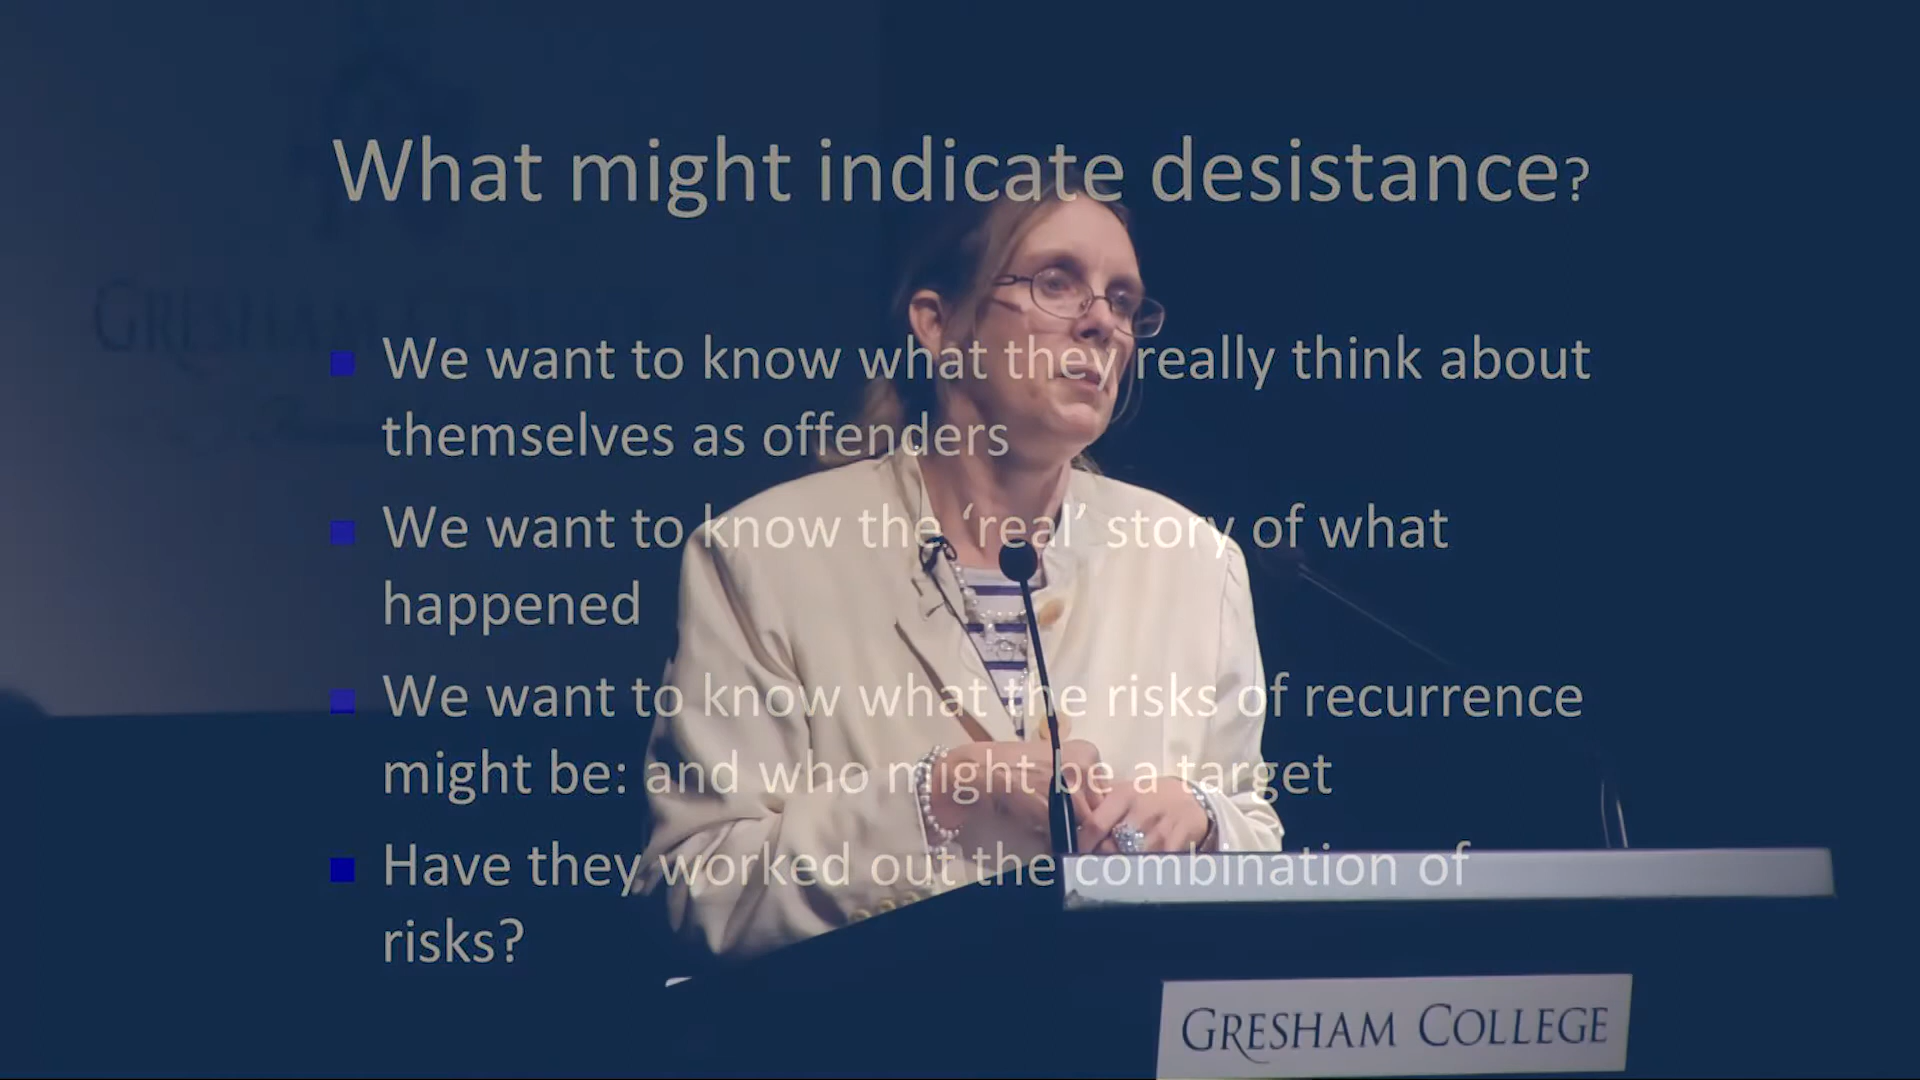 What might indicate desistance?
GRESHAM COLLEGE
We want to know what they really think about
themselves as offenders
We want to know the ‘real’ story of what
happened
We want to know what the risks of recurrence
might be: and who might be a target
Have they worked out the combination of
risks?
GRESHAM COLLEGE